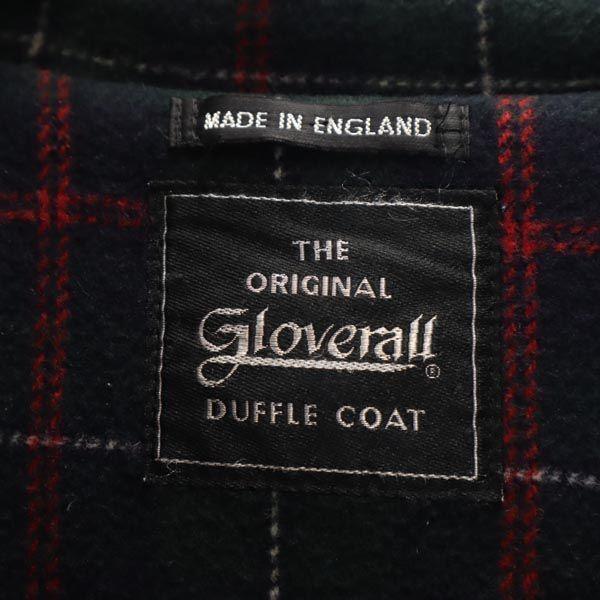 MADE IN ENGLAND
THE
ORIGINAL
Gloverall ®
DUFFLE COAT